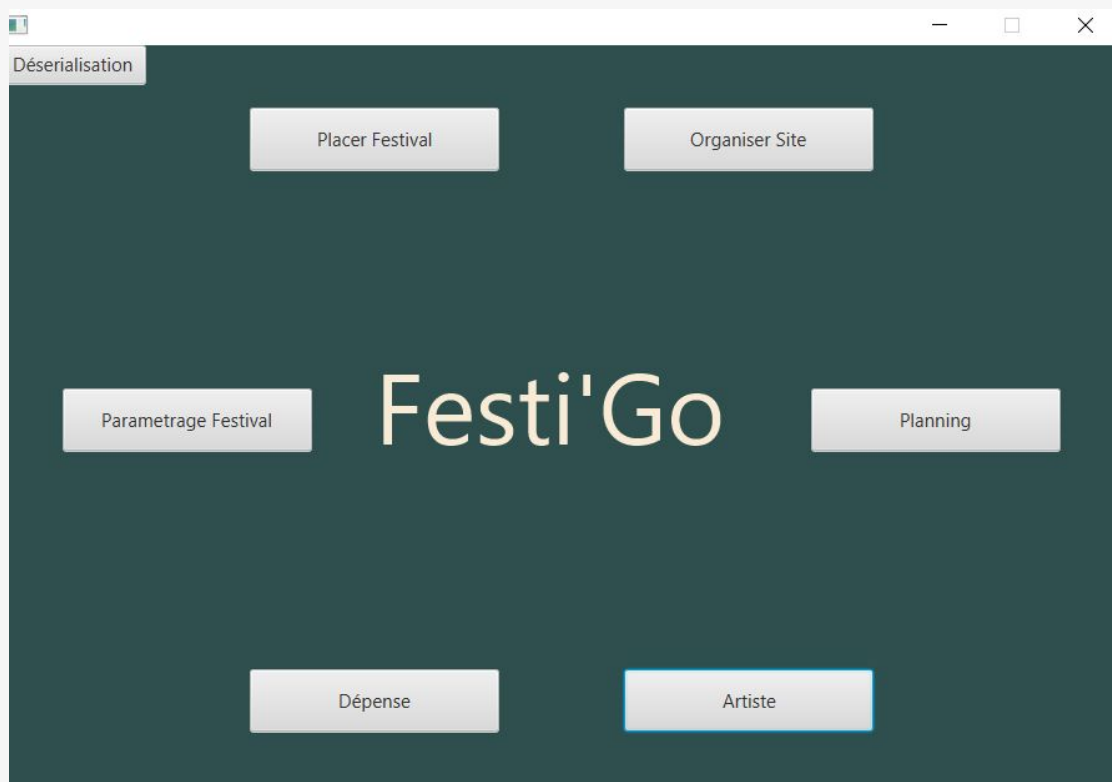 Déserialisation
Placer Festival
Organiser Site
Parametrage Festival
Festi'Go
Planning
Dépense
Artiste